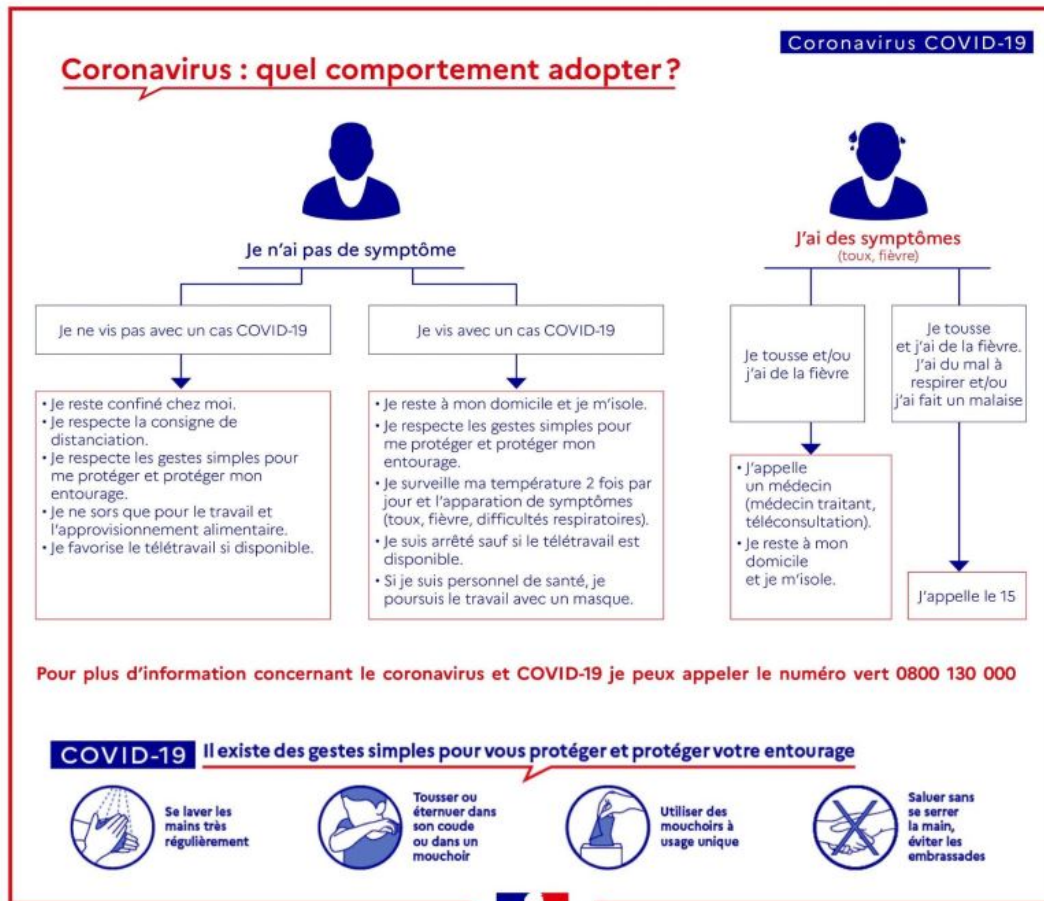 Coronavirus COVID-19
Coronavirus : quel comportement adopter ?
Je n'ai pas de symptôme
J'ai des symptômes
(toux, fièvre)
Je ne vis pas avec un cas COVID-19
Je vis avec un cas COVID-19
Je tousse et/ou
j'ai de la fièvre
Je tousse
et j'ai de la fièvre.
J'ai du mal à
respirer et/ou
j'ai fait un malaise
• Je reste confiné chez moi.
• Je respecte la consigne de
distanciation.
• Je respecte les gestes simples pour
me protéger et protéger mon
entourage.
• Je ne sors que pour le travail et
l'approvisionnement alimentaire.
• Je favorise le télétravail si disponible.
• Je reste à mon domicile et je m'isole.
• Je respecte les gestes simples pour
me protéger et protéger mon
entourage.
• Je surveille ma température 2 fois par
jour et l'apparation de symptômes
(toux, fièvre, difficultés respiratoires).
• Je suis arrêté sauf si le télétravail est
disponible.
• Si je suis personnel de santé, je
poursuis le travail avec un masque.
• J'appelle
un médecin
(médecin traitant,
téléconsultation).
• Je reste à mon
domicile
et je m'isole.
J'appelle le 15
Pour plus d'information concernant le coronavirus et COVID-19 je peux appeler le numéro vert 0800 130 000
COVID-19 Il existe des gestes simples pour vous protéger et protéger votre entourage
Se laver les
mains très
régulièrement
Tousser ou
éternuer dans
son coude
ou dans un
mouchoir
Utiliser des
mouchoirs à
usage unique
Saluer sans
se serrer
la main,
éviter les
embrassades